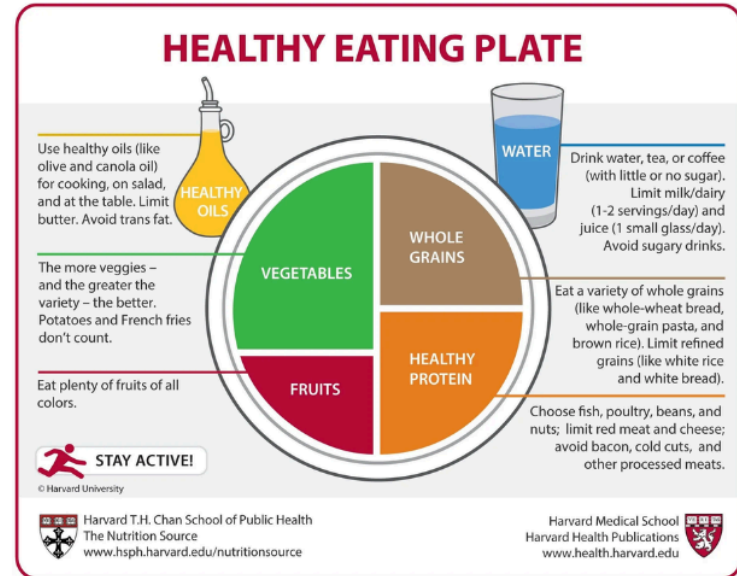 HEALTHY EATING PLATE
Use healthy oils (like
olive and canola oil)
for cooking, on salad,
and at the table. Limit
butter. Avoid trans fat.
HEALTHY
OILS
The more veggies –
and the greater the
variety – the better.
Potatoes and French fries
don't count.
Eat plenty of fruits of all
colors.
VEGETABLES
FRUITS
WHOLE
GRAINS
HEALTHY
PROTEIN
WATER
Drink water, tea, or coffee
(with little or no sugar).
Limit milk/dairy
(1-2 servings/day) and
juice (1 small glass/day).
Avoid sugary drinks.
Eat a variety of whole grains
(like whole-wheat bread,
whole-grain pasta, and
brown rice). Limit refined
grains (like white rice
and white bread).
Choose fish, poultry, beans, and
nuts; limit red meat and cheese;
avoid bacon, cold cuts, and
other processed meats.
STAY ACTIVE!
© Harvard University
Harvard T.H. Chan School of Public Health
The Nutrition Source
www.hsph.harvard.edu/nutritionsource
Harvard Medical School
Harvard Health Publications
www.health.harvard.edu